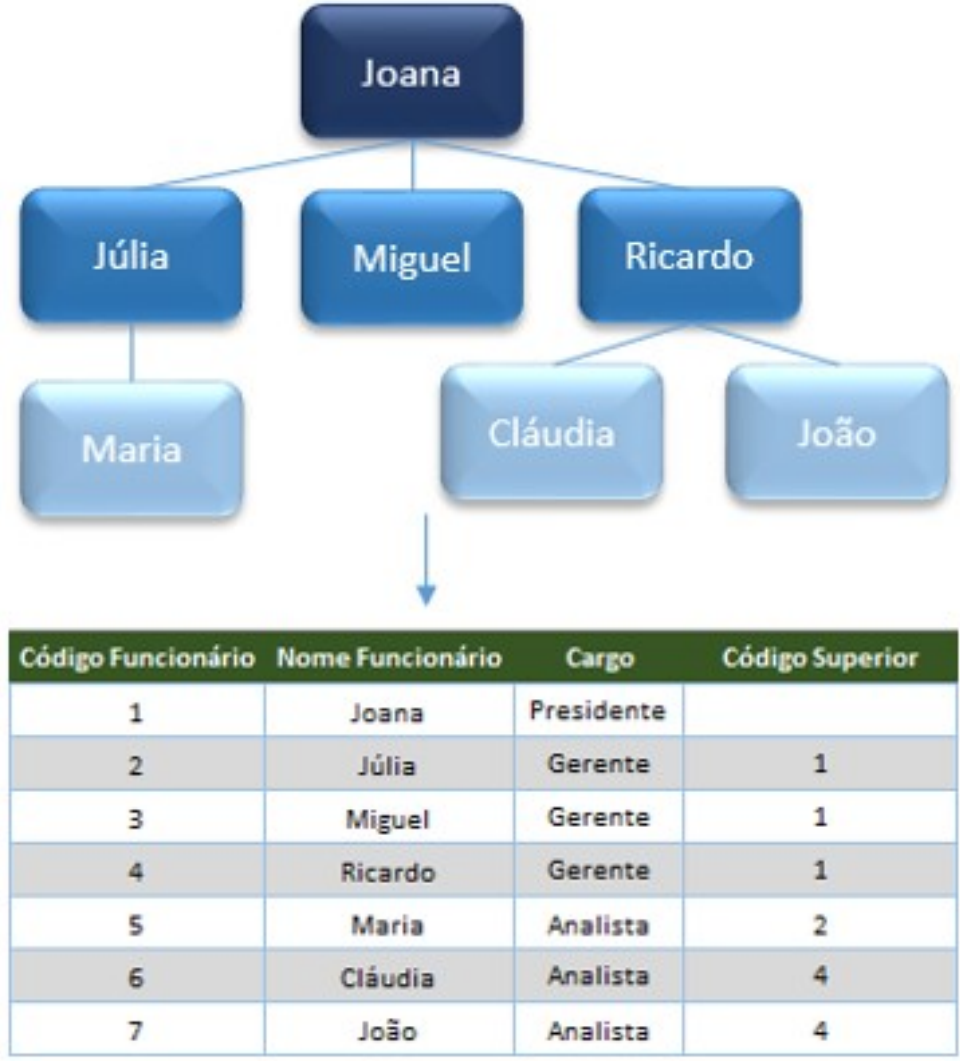 Joana
Júlia Miguel Ricardo
Maria Cláudia João
Código Funcionário Nome Funcionário Cargo Código Superior
1 Joana Presidente
2 Júlia Gerente 1
3 Miguel Gerente 1
4 Ricardo Gerente 1
5 Maria Analista 2
6 Cláudia Analista 4
7 João Analista 4